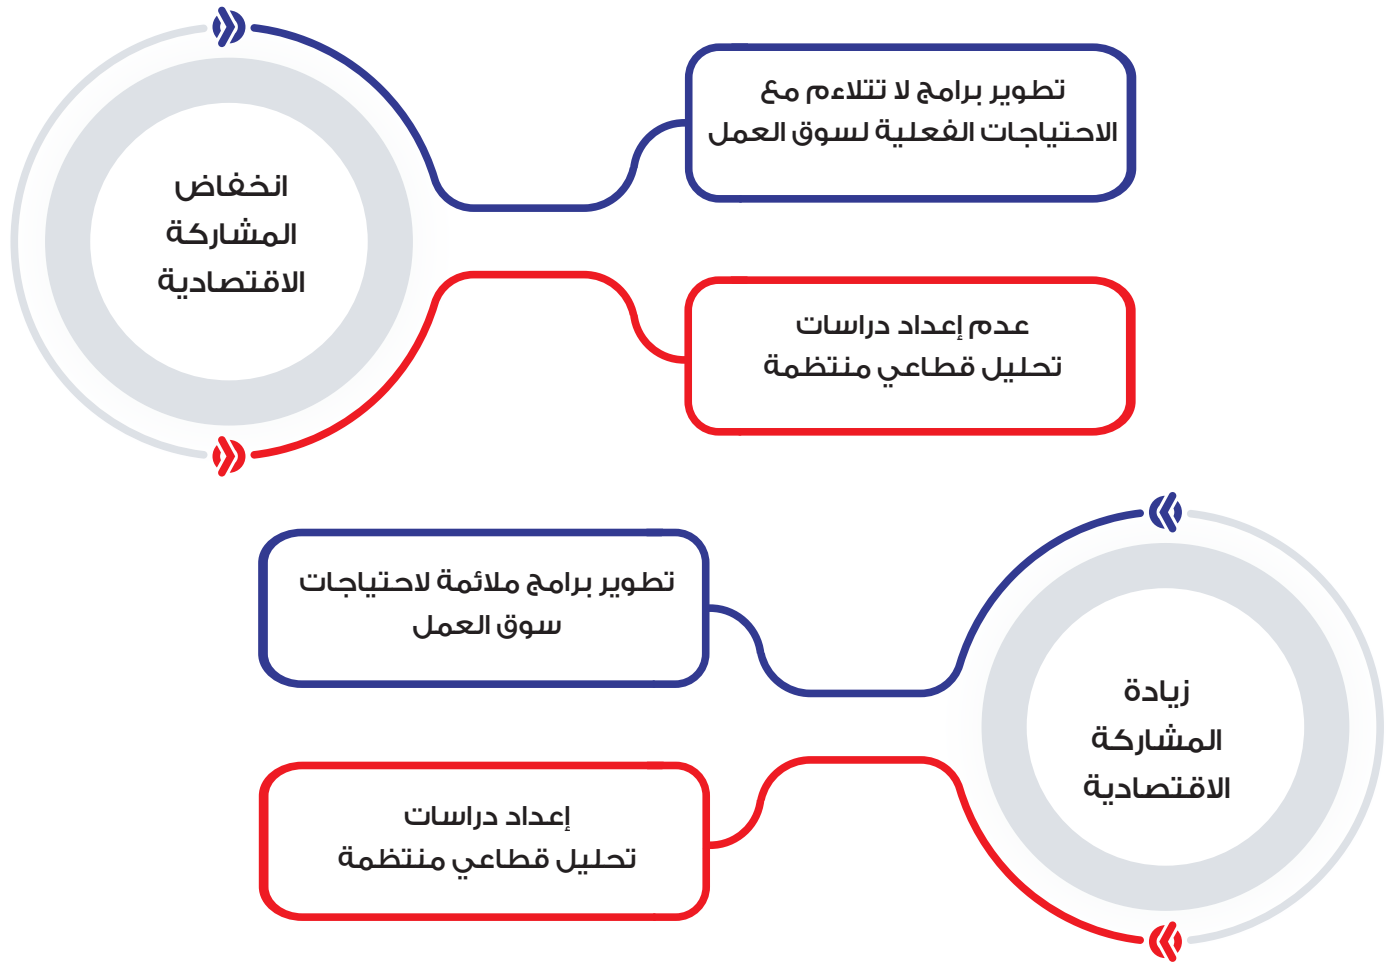 انخفاض
المشاركة
الاقتصادية
تطوير برامج لا تتلاءم مع
الاحتياجات الفعلية لسوق العمل
عدم إعداد دراسات
تحليل قطاعي منتظمة
زيادة
المشاركة
الاقتصادية
تطوير برامج ملائمة لاحتياجات
سوق العمل
إعداد دراسات
تحليل قطاعي منتظمة